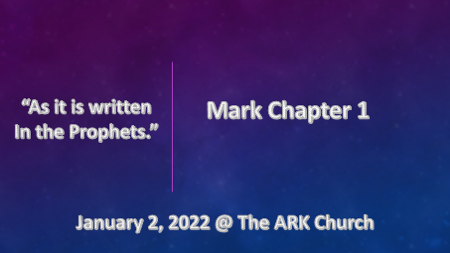 “As it is written
In the Prophets.”
Mark Chapter 1
January 2, 2022 @ The ARK Church